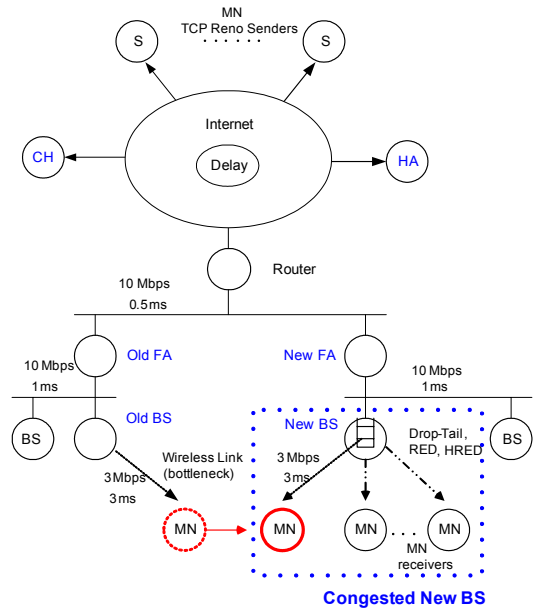 MN
TCP Reno Senders
. . . . . .
S
S
Internet
CH
Delay
HA
Router
10 Mbps
0.5ms
Old FA
New FA
10 Mbps
1ms
10 Mbps
1ms
BS
Old BS
New BS
Drop-Tail,
RED, HRED
BS
Wireless Link
(bottleneck)
3Mbps
3ms
3Mbps
3ms
MN
MN
MN
. . . .
MN
MN
receivers
Congested New BS